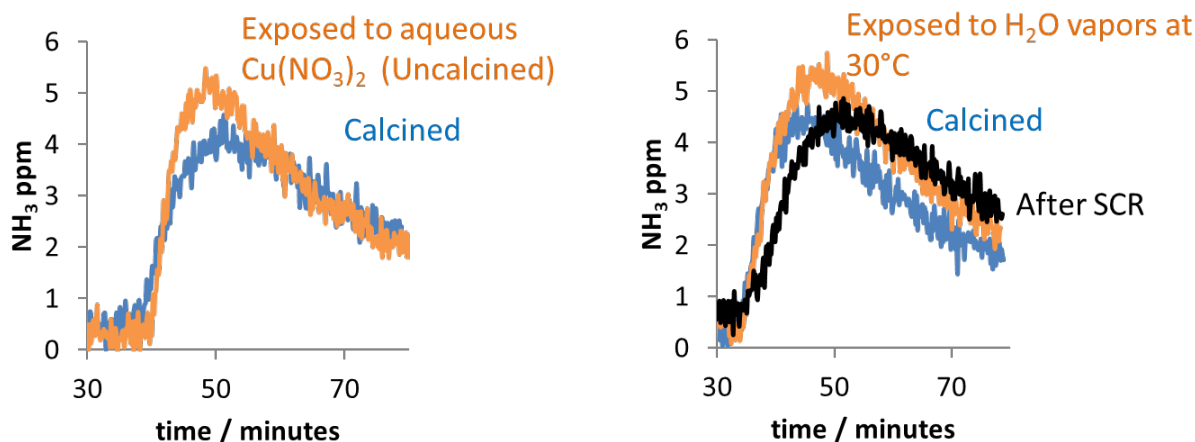 Exposed to aqueous
Cu(NO₃)₂ (Uncalcined)
Calcined
NH₃ ppm
6
5
4
3
2
1
0
30
50
70
time / minutes
Exposed to H₂O vapors at
30°C
Calcined
After SCR
NH₃ ppm
6
5
4
3
2
1
0
30
50
70
time / minutes